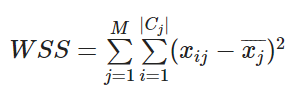 $WSS = \sum_{j=1}^{M} \sum_{i=1}^{|C_j|} (x_{ij} - \overline{x_j})^2$